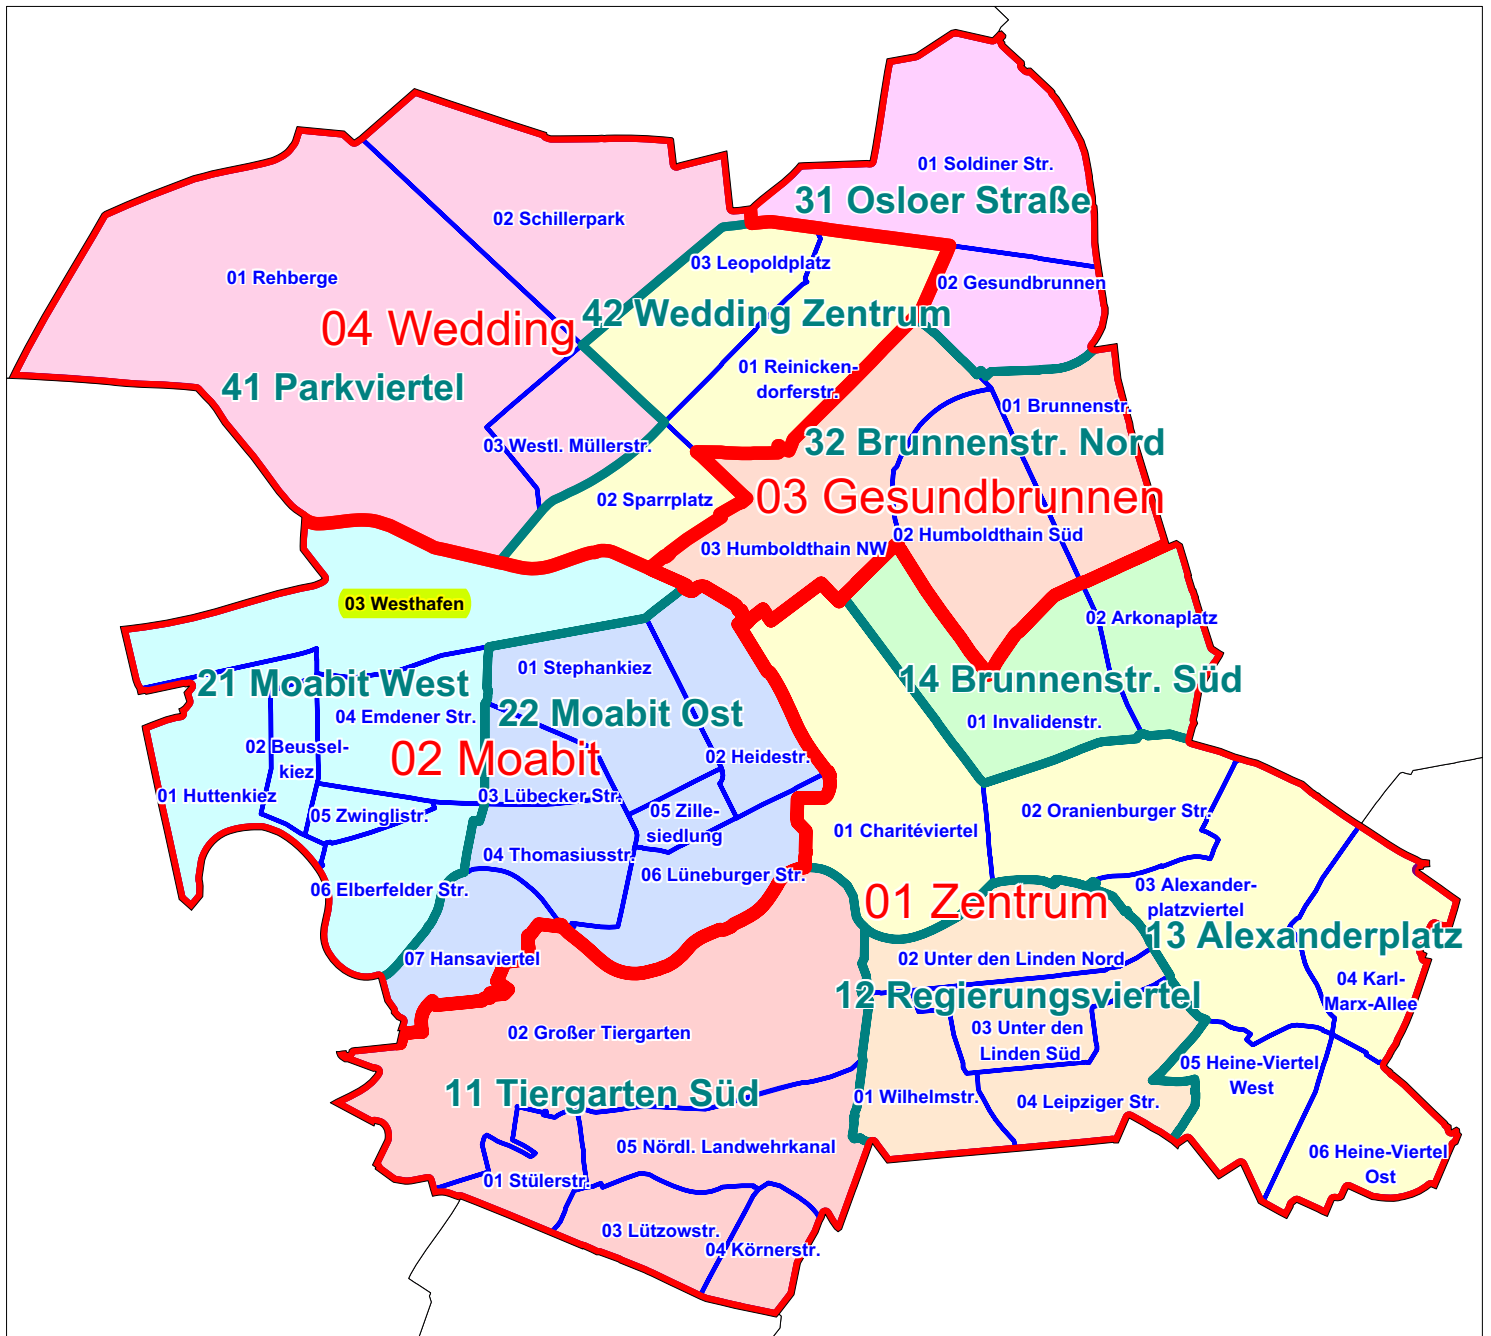 01 Soldiner Str.
31 Osloer Straße
02 Schillerpark
03 Leopoldplatz
01 Rehberge
02 Gesundbrunnen
04 Wedding
42 Wedding Zentrum
01 Reinicken-
dorferstr.
41 Parkviertel
01 Brunnenstr.
03 Westl. Müllerstr.
32 Brunnenstr. Nord
02 Sparrplatz
03 Gesundbrunnen
03 Humboldthain NW
02 Humboldthain Süd
03 Westhafen
02 Arkonaplatz
01 Stephankiez
21 Moabit West
14 Brunnenstr. Süd
04 Emdener Str.
22 Moabit Ost
01 Invalidenstr.
02 Beussel-
kiez
02 Moabit
02 Heidestr.
01 Huttenkiez
03 Lübecker Str.
05 Zwinglistr.
05 Zille-
siedlung
02 Oranienburger Str.
01 Charitéviertel
04 Thomasiusstr.
06 Lüneburger Str.
06 Elberfelder Str.
03 Alexander-
platzviertel
01 Zentrum
13 Alexanderplatz
07 Hansaviertel
02 Unter den Linden Nord
04 Karl-
Marx-Allee
12 Regierungsviertel
02 Großer Tiergarten
03 Unter den
Linden Süd
05 Heine-Viertel
West
11 Tiergarten Süd
01 Wilhelmstr.
04 Leipziger Str.
05 Nördl. Landwehrkanal
06 Heine-Viertel
Ost
01 Stülerstr.
03 Lützowstr.
04 Körnerstr.